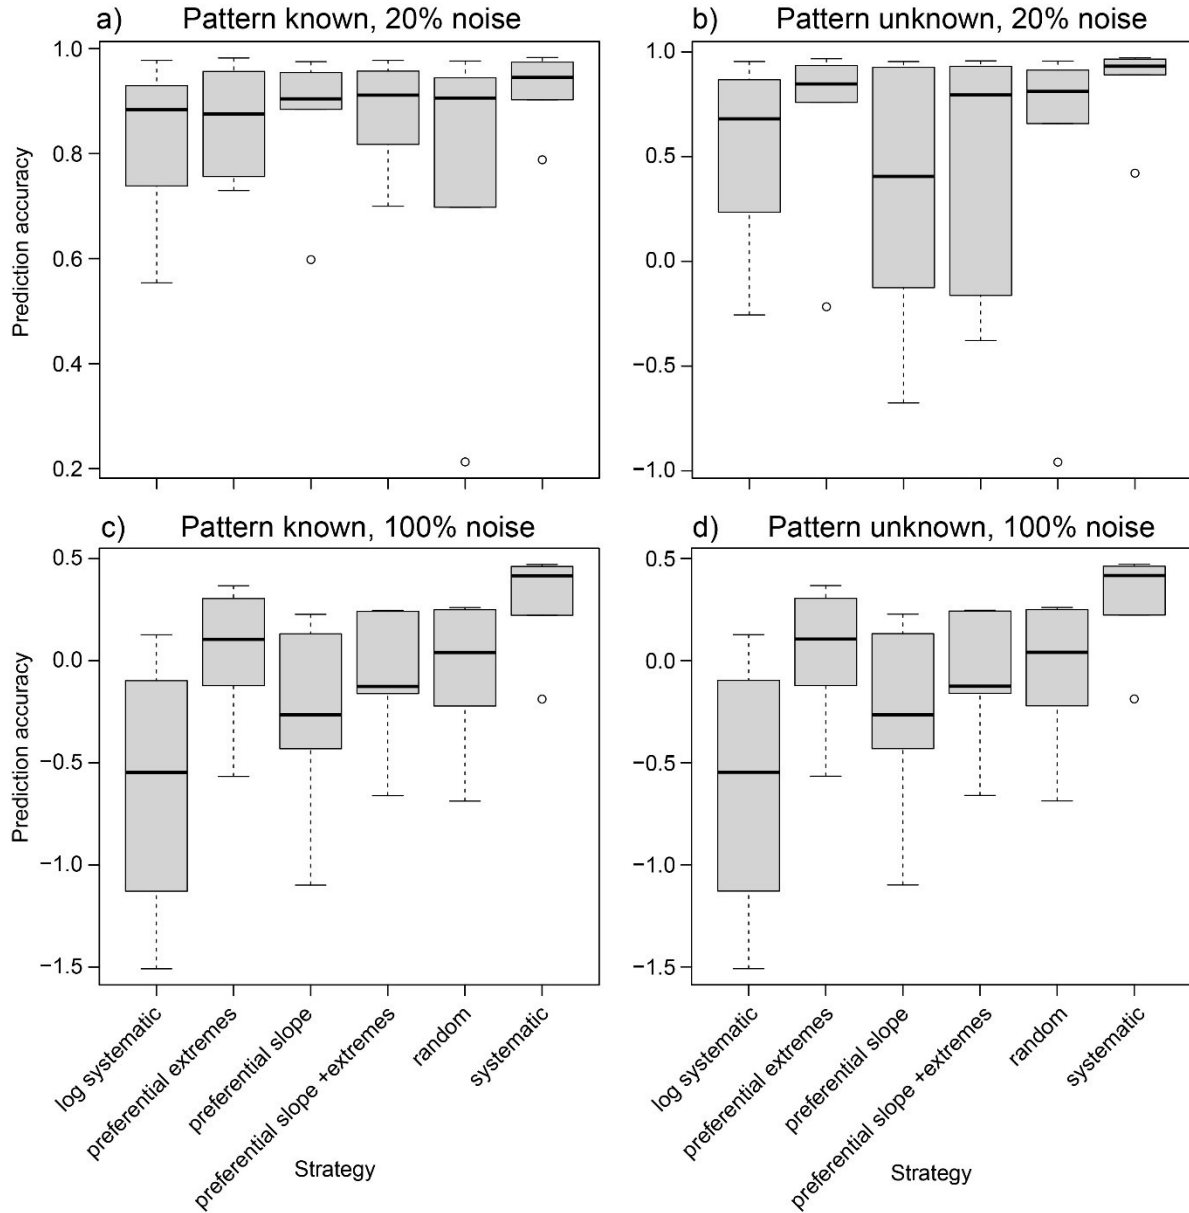 a) Pattern known, 20% noise
b) Pattern unknown, 20% noise
Prediction accuracy
1.0
0.8
0.6
0.4
0.2
1.0
0.5
0.0
−0.5
−1.0
c) Pattern known, 100% noise
d) Pattern unknown, 100% noise
Prediction accuracy
0.5
0.0
−0.5
−1.0
−1.5
0.5
0.0
−0.5
−1.0
−1.5
log systematic
preferential extremes
preferential slope
preferential slope +extremes
random
systematic
log systematic
preferential extremes
preferential slope
preferential slope +extremes
random
systematic
Strategy
Strategy